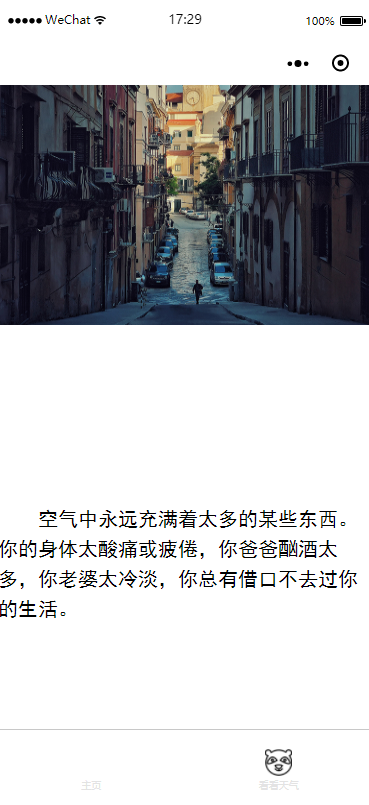 WeChat 17:29 100%
空气中永远充满着太多的某些东西。
你的身体太酸痛或疲倦，你爸爸酗酒太
多，你老婆太冷淡，你总有借口不去过你
的生活。
主页 看看天气